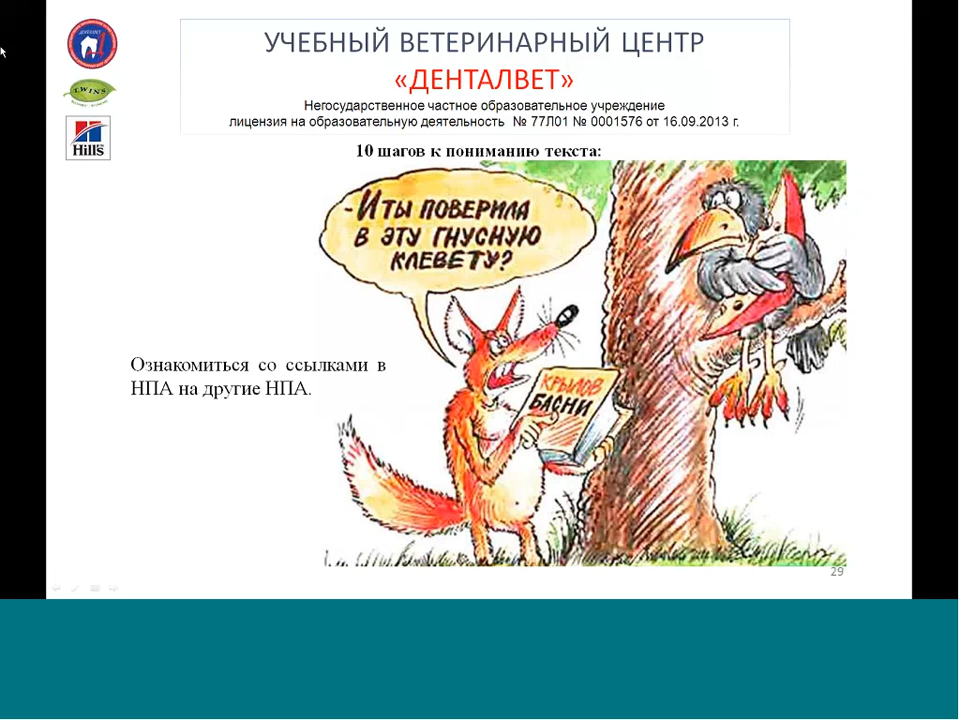 УЧЕБНЫЙ ВЕТЕРИНАРНЫЙ ЦЕНТР
«ДЕНТАЛВЕТ»
Негосударственное частное образовательное учреждение
лицензия на образовательную деятельность № 77Л01 № 0001576 от 16.09.2013 г.
TWINS
Hill's
10 шагов к пониманию текста:
- И ТЫ ПОВЕРИЛА
В ЭТУ ГНУСНУЮ
КЛЕВЕТУ?
Ознакомиться со ссылками в
НПА на другие НПА.
КРЫЛОВ
БАСНИ
29